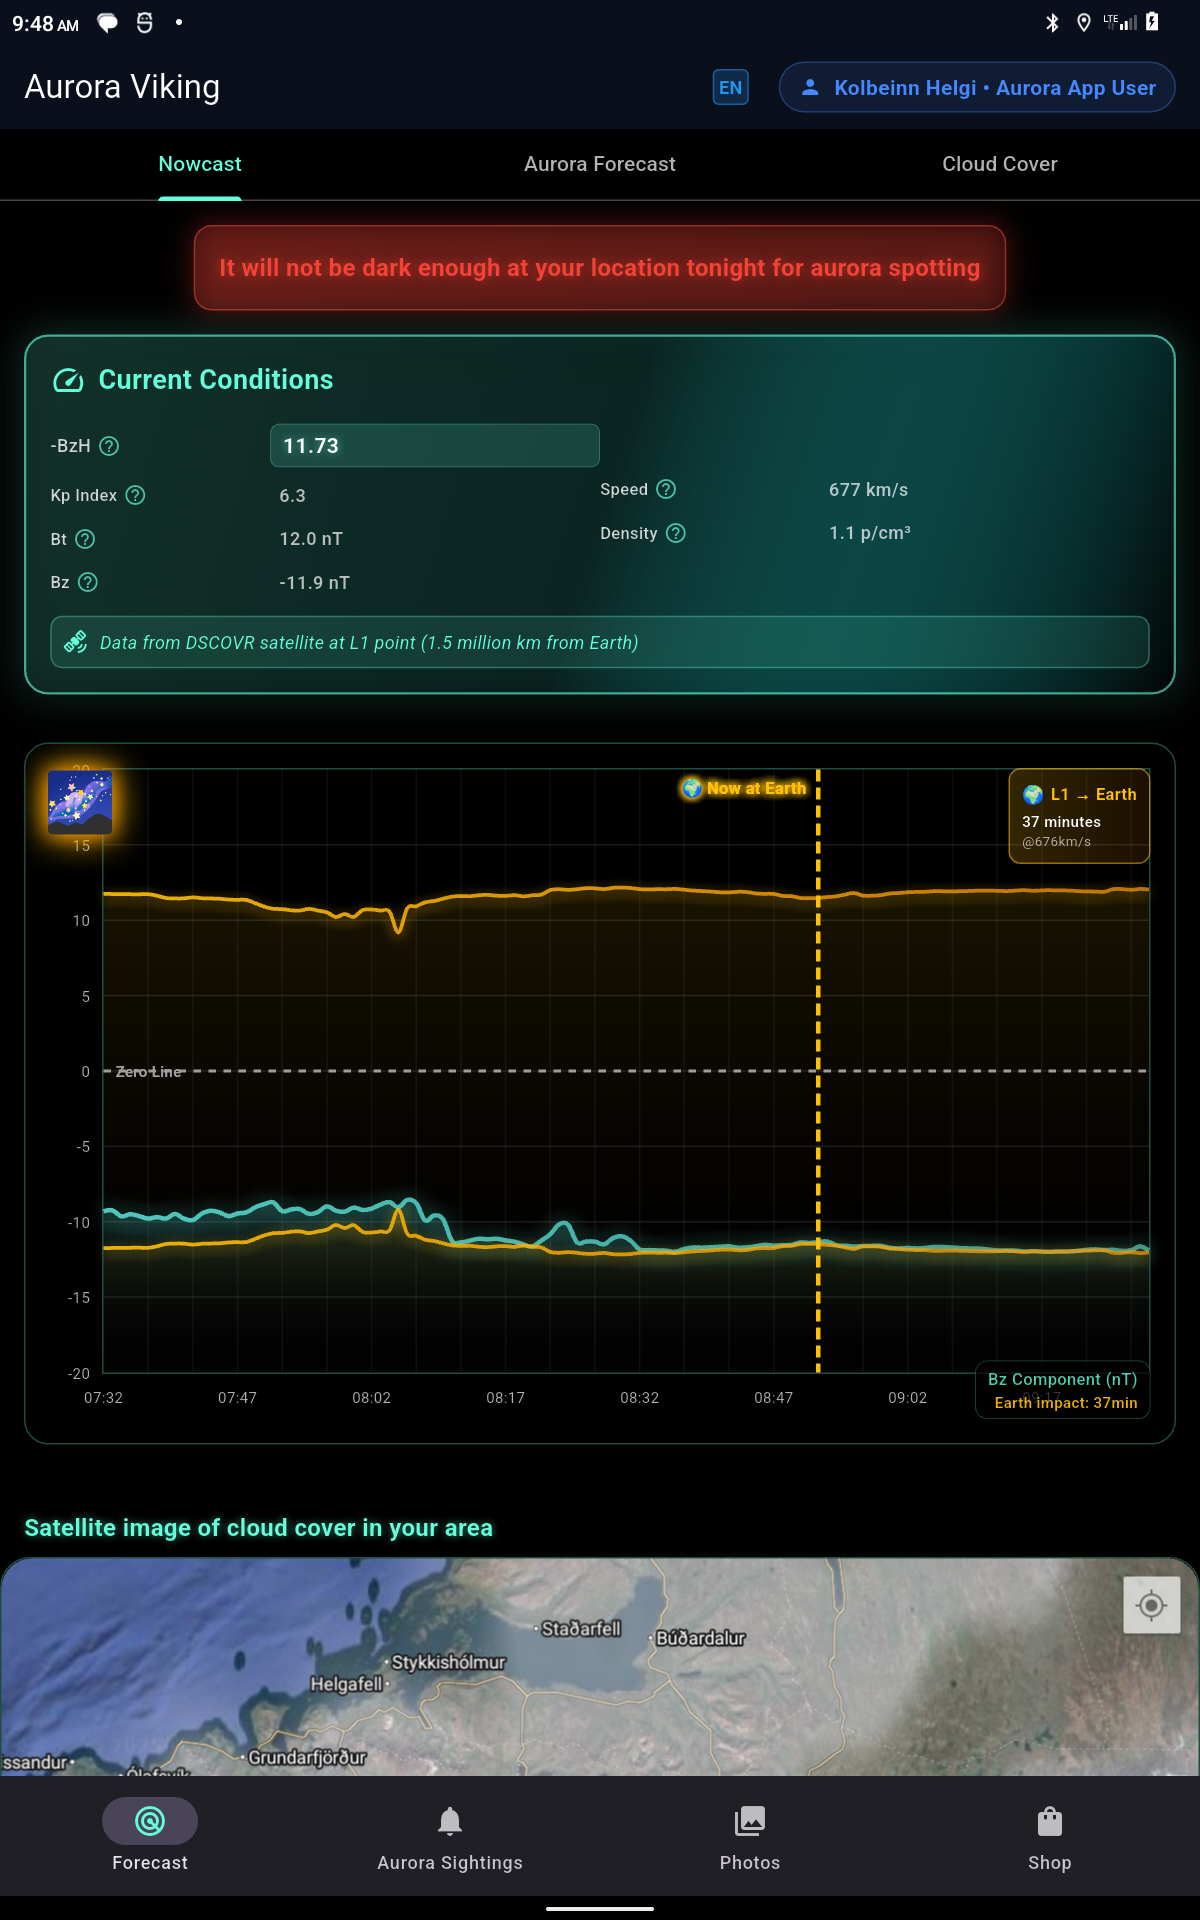 9:48 AM
LTE
Aurora Viking
EN
Kolbeinn Helgi • Aurora App User
Nowcast
Aurora Forecast
Cloud Cover
It will not be dark enough at your location tonight for aurora spotting
Current Conditions
-BzH ?
11.73
Kp Index ?
6.3
Speed ?
677 km/s
Bt ?
12.0 nT
Density ?
1.1 p/cm³
Bz ?
-11.9 nT
Data from DSCOVR satellite at L1 point (1.5 million km from Earth)
20
Now at Earth
L1 → Earth
37 minutes
@676km/s
15
10
5
0
Zero Line
-5
-10
-15
-20
07:32
07:47
08:02
08:17
08:32
08:47
09:02
09:17
Bz Component (nT)
Earth impact: 37min
Satellite image of cloud cover in your area
Staðarfell
Búðardalur
Stykkishólmur
Helgafell
Grundarfjörður
ssandur
Ólafsvík
Forecast
Aurora Sightings
Photos
Shop